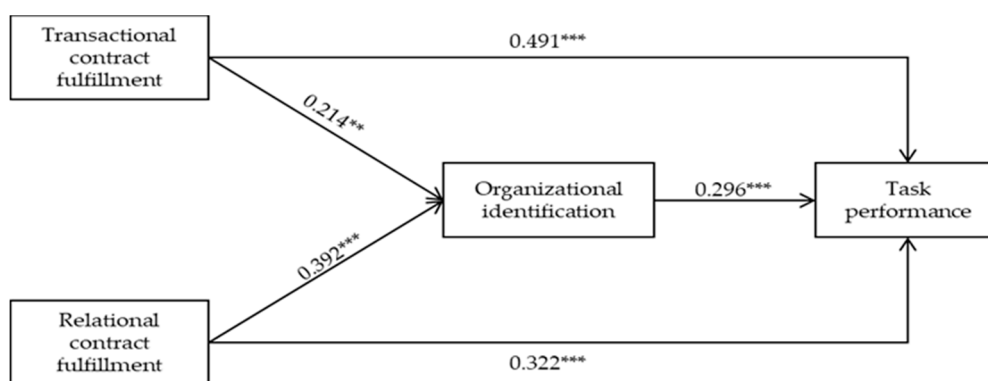 Transactional
contract
fulfillment
0.491***
0.214**
Organizational
identification
0.296***
Task
performance
0.392***
Relational
contract
fulfillment
0.322***